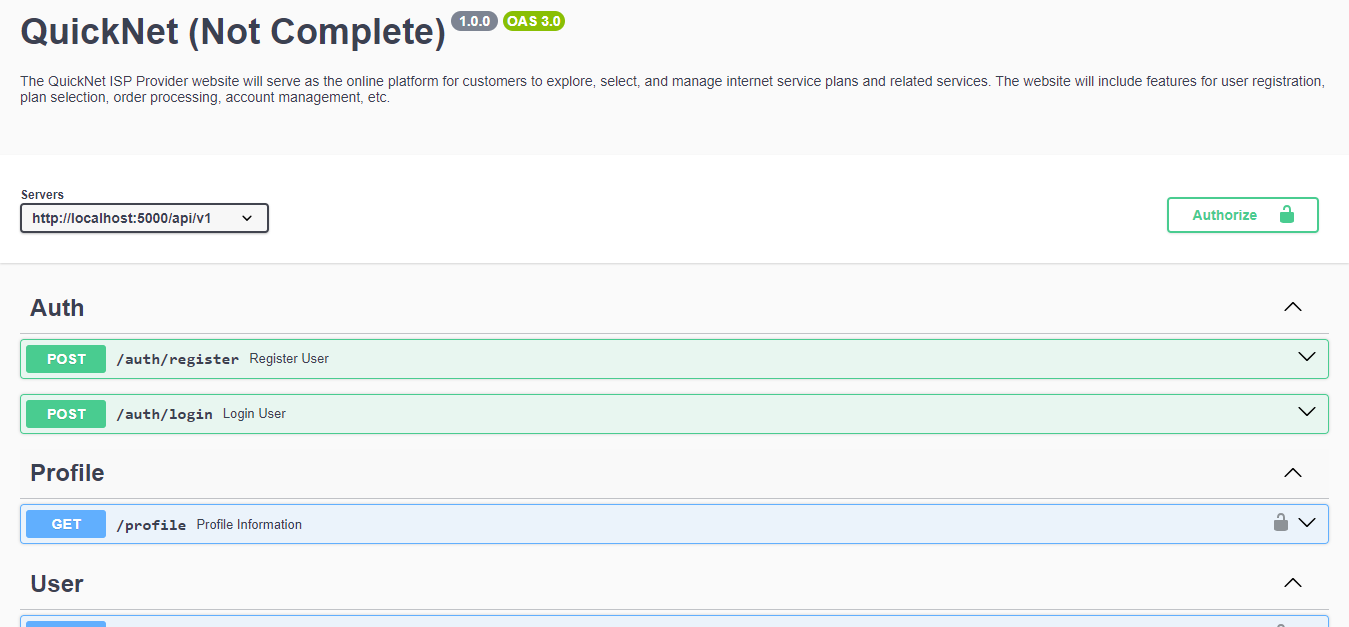 QuickNet (Not Complete) 1.0.0 OAS 3.0
The QuickNet ISP Provider website will serve as the online platform for customers to explore, select, and manage internet service plans and related services. The website will include features for user registration,
plan selection, order processing, account management, etc.
Servers
http://localhost:5000/api/v1
Authorize
Auth
POST /auth/register Register User
POST /auth/login Login User
Profile
GET /profile Profile Information
User